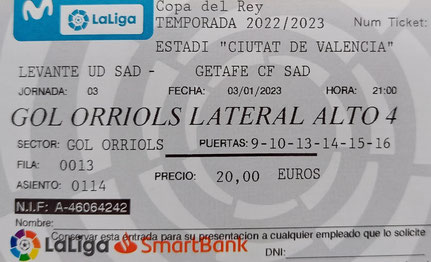 LaLiga
Copa del Rey
TEMPORADA 2022/2023 Num Ticket:
ESTADI "CIUTAT DE VALENCIA"
LEVANTE UD SAD - GETAFE CF SAD
JORNADA: 03 FECHA: 03/01/2023 HORA: 21:00
GOL ORRIOLS LATERAL ALTO 4
SECTOR: GOL ORRIOLS PUERTAS: 9-10-13-14-15-16
FILA: 0013
ASIENTO: 0114 PRECIO: 20,00 EUROS
N.I.F: A-46064242
Nombre:
Conservar esta entrada para su presentacion a cualquier empleado que lo solicite
LaLiga SmartBank DNI: